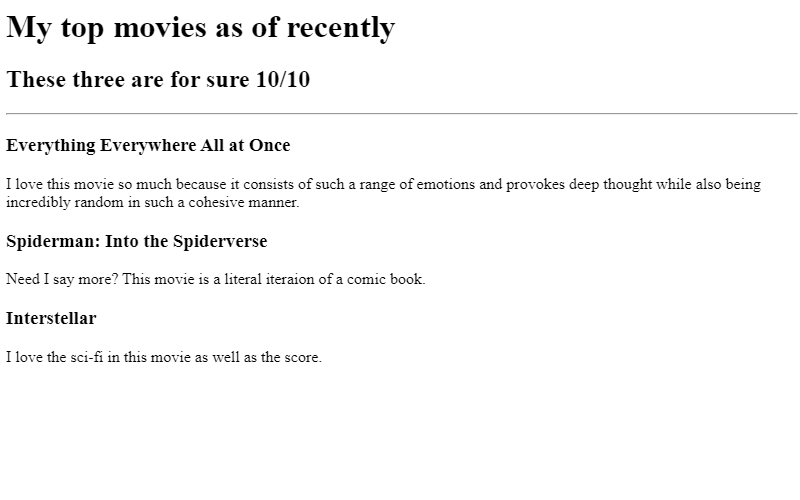 My top movies as of recently
These three are for sure 10/10
Everything Everywhere All at Once
I love this movie so much because it consists of such a range of emotions and provokes deep thought while also being
incredibly random in such a cohesive manner.
Spiderman: Into the Spiderverse
Need I say more? This movie is a literal iteraion of a comic book.
Interstellar
I love the sci-fi in this movie as well as the score.